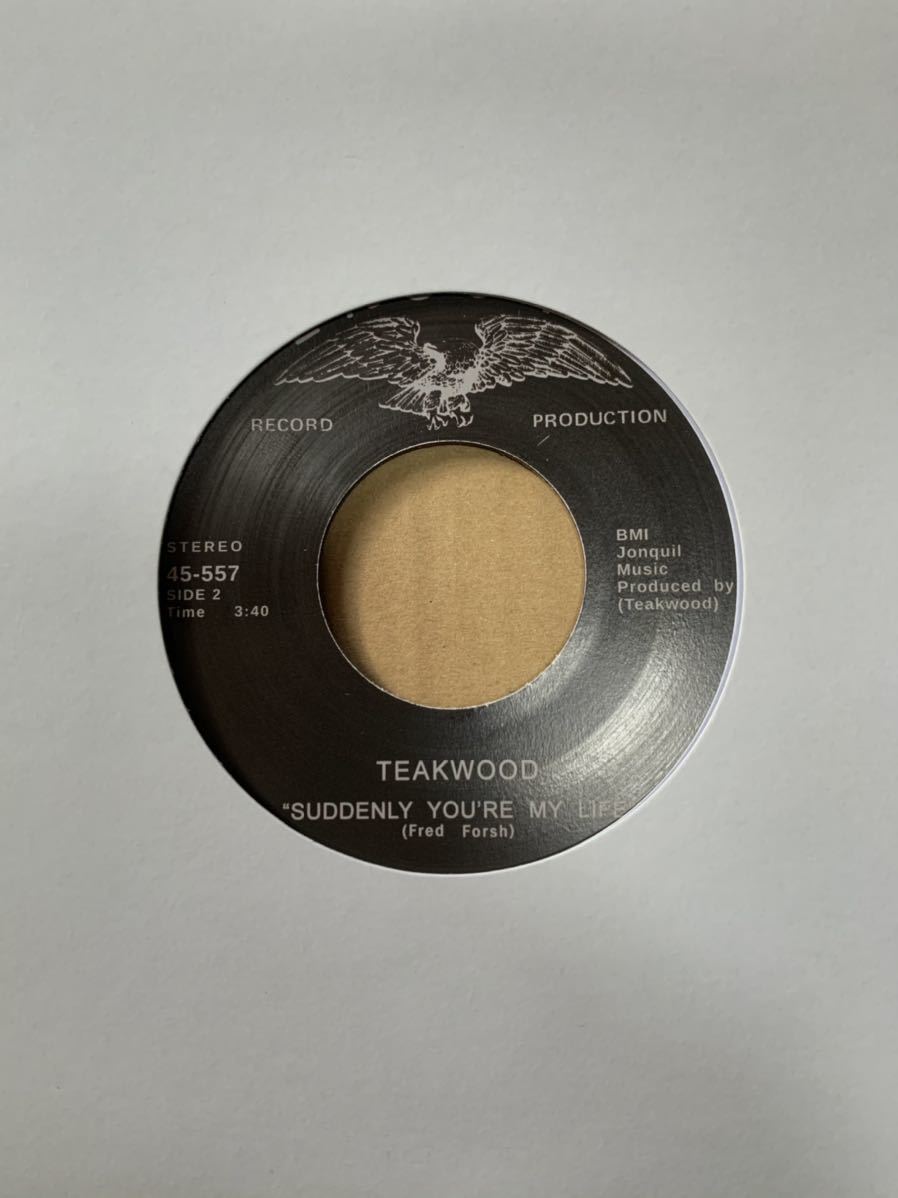 RECORD PRODUCTION
STEREO
45-557
SIDE 2
Time 3:40
BMI
Jonquil
Music
Produced by
(Teakwood)
TEAKWOOD
"SUDDENLY YOU'RE MY LIFE
(Fred Forsh)